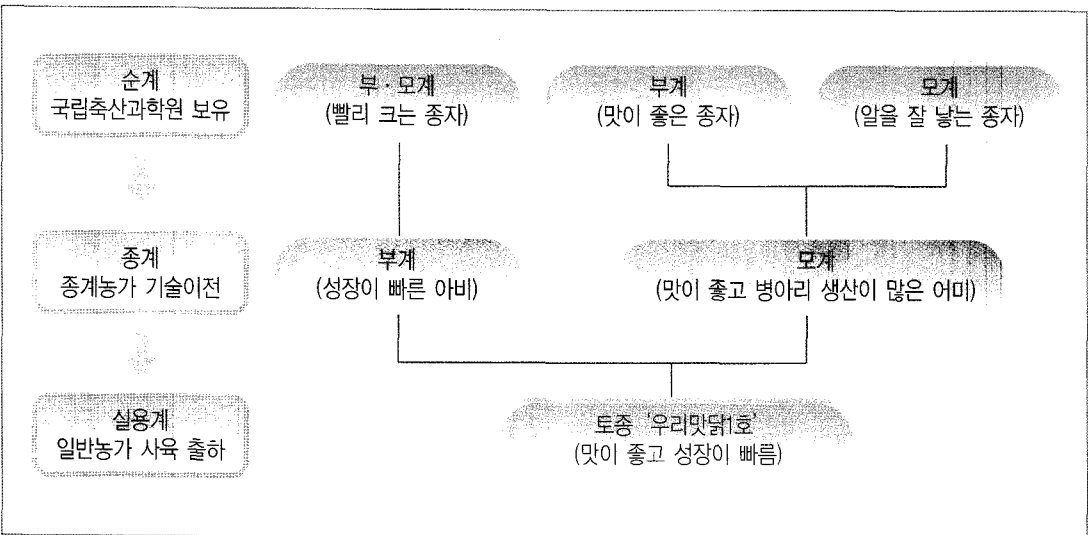 순계
국립축산과학원 보유
부·모계
(빨리 크는 종자)
부계
(맛이 좋은 종자)
모계
(알을 잘 낳는 종자)
종계
종계농가 기술이전
부계
(성장이 빠른 아비)
모계
(맛이 좋고 병아리 생산이 많은 어미)
실용계
일반농가 사육 출하
토종 '우리맛닭1호'
(맛이 좋고 성장이 빠름)